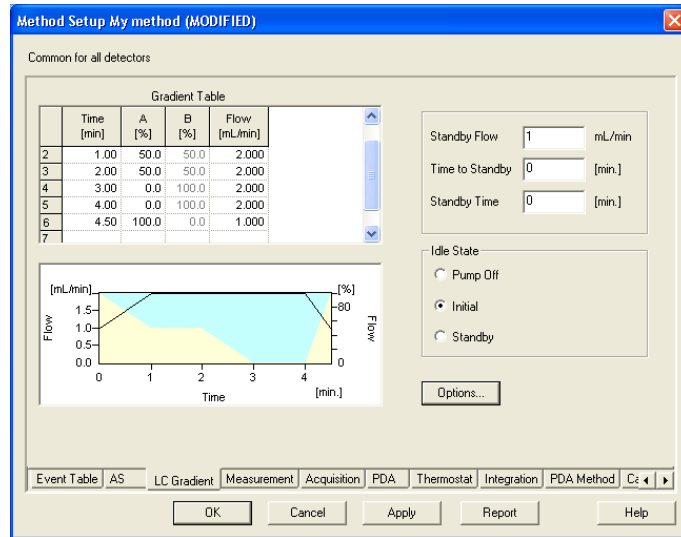 Method Setup My method (MODIFIED)
Common for all detectors
Gradient Table
Time [min] A [%] B [%] Flow [mL/min]
2 1.00 50.0 50.0 2.000
3 2.00 50.0 50.0 2.000
4 3.00 0.0 100.0 2.000
5 4.00 0.0 100.0 2.000
6 4.50 100.0 0.0 1.000
7
Standby Flow 1 mL/min
Time to Standby 0 [min.]
Standby Time 0 [min.]
Idle State
Pump Off
Initial
Standby
Options...
[mL/min] [%]
1.5 80
1.0
0.5
0.0 0
Flow Flow
0 1 2 3 4 [min.]
Time
Event Table AS LC Gradient Measurement Acquisition PDA Thermostat Integration PDA Method
OK Cancel Apply Report Help